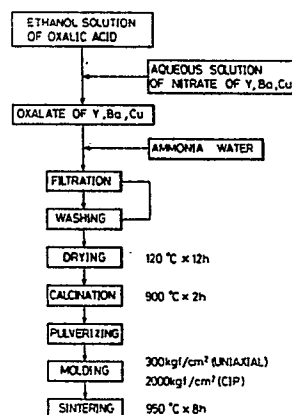 ETHANOL SOLUTION
OF OXALIC ACID
AQUEOUS SOLUTION
OF NITRATE OF Y,Ba,Cu
OXALATE OF Y,Ba,Cu
AMMONIA WATER
FILTRATION
WASHING
DRYING 120 °C × 12h
CALCINATION 900 °C × 2h
PULVERIZING
300kgf/cm² (UNIAXIAL)
MOLDING
2000kgf/cm² (CIP)
SINTERING 950 °C × 8h